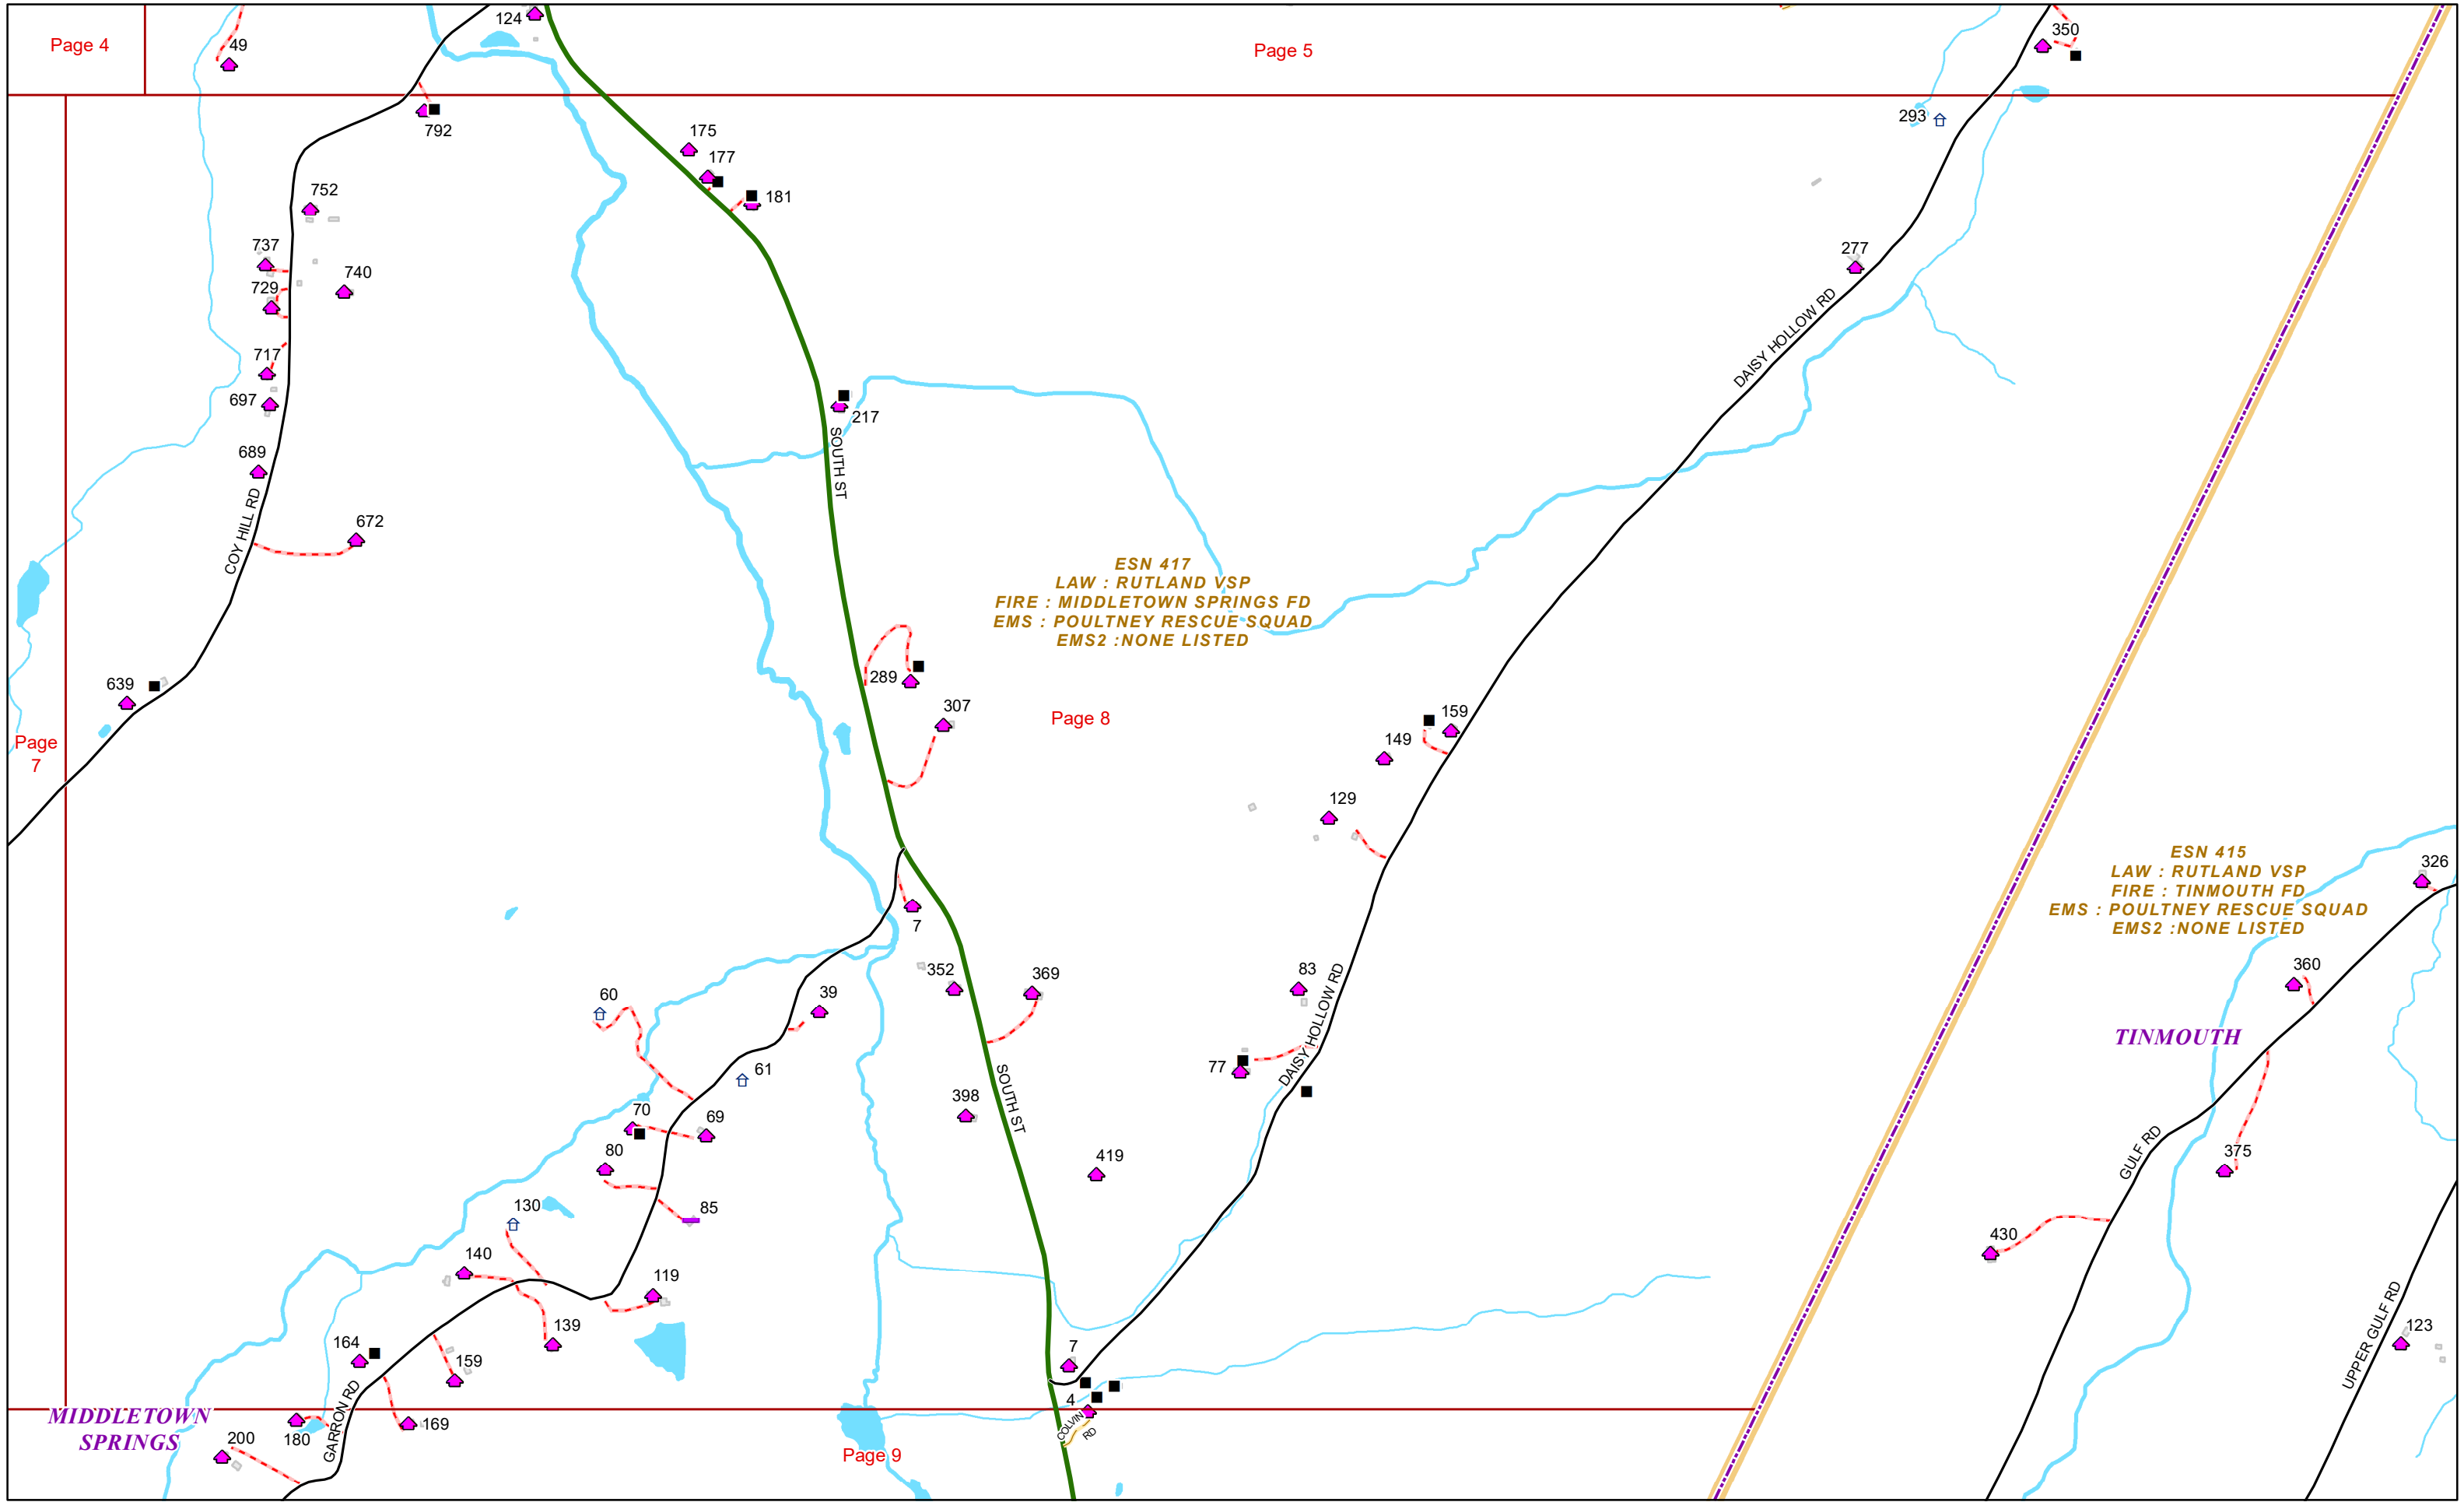 124
Page 4
49
Page 5
350
792
293
175
177
181
752
737
740
729
277
717
697
217
DAISY HOLLOW RD
SOUTH ST
689
COY HILL RD
672
ESN 417
LAW : RUTLAND VSP
FIRE : MIDDLETOWN SPRINGS FD
EMS : POULTNEY RESCUE SQUAD
EMS2 :NONE LISTED
639
289
307
Page 8
159
149
Page
7
129
ESN 415
LAW : RUTLAND VSP
FIRE : TINMOUTH FD
EMS : POULTNEY RESCUE SQUAD
EMS2 :NONE LISTED
326
7
352
369
83
360
60
39
DAISY HOLLOW RD
TINMOUTH
61
77
70
69
398
SOUTH ST
80
419
GULF RD
375
130
85
140
430
119
139
164
159
7
123
UPPER GULF RD
4
COLVIN
RD
MIDDLETOWN
SPRINGS
GARRON RD
169
200
180
Page 9